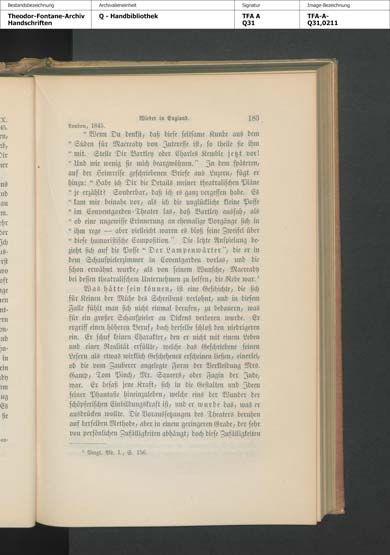 Bestandsbezeichnung
Theodor-Fontane-Archiv
Handschriften
Archivalieneinheit
Q - Handbibliothek
Signatur
TFA A
Q31
Image-Bezeichnung
TFA-A-
Q31,0211
Wieder in England. 183
London, 1845.
"Wenn Du denkst, daß diese seltsame Kunde aus dem
"Süden für Macready von Interesse ist, so theile sie ihm
"mit. Stelle Dir Bartley oder Charles Kemble jetzt vor!
"Und wie wenig sie mich beargwöhnen." In dem späteren,
auf der Heimreise geschriebenen Briefe aus Luzern, fügt er
hinzu: "Habe ich Dir die Details meiner theatralischen Pläne
"je erzählt? Sonderbar, daß ich es ganz vergessen habe. Es
"kam mir beinahe vor, als ich die unglückliche kleine Posse
"im Coventgarden-Theater las, daß Bartley aussah, als
"ob eine ungewisse Erinnerung an ehemalige Vorgänge sich in
"ihm rege — aber vielleicht waren es bloß seine Zweifel über
"diese humoristische Composition." Die letzte Anspielung be-
zieht sich auf die Posse "Der Lampenwärter", die er in
dem Schauspielerzimmer in Coventgarden vorlas, und die
schon erwähnt wurde, als von seinem Wunsche, Macready
bei dessen theatralischem Unternehmen zu helfen, die Rede war.¹
Was hätte sein können, ist eine Geschichte, die sich
für Keinen der Mühe des Schreibens verlohnt, und in diesem
Falle fühlt man sich nicht einmal berufen, zu bedauern, was
für ein großer Schauspieler an Dickens verloren wurde. Er
ergriff einen höheren Beruf, doch derselbe schloß den niedrigeren
ein. Er schuf keinen Charakter, den er nicht mit einem Leben
und einer Realität erfüllte, welche das Geschriebene seinen
Lesern als etwas wirklich Geschehenes erscheinen ließen, einerlei,
ob die vom Zauberer angelegte Form der Verkleidung Mrs.
Gamp, Tom Pinch, Mr. Squeers, oder Fagin der Jude,
war. Er besaß jene Kraft, sich in die Gestalten und Ideen
seiner Phantasie hineinzuleben, welche eins der Wunder der
schöpferischen Einbildungskraft ist, und er wurde das, was er
ausdrücken wollte. Die Voraussetzungen des Theaters beruhen
auf derselben Methode, aber in einem geringeren Grade, der sehr
von persönlichen Zufälligkeiten abhängt; doch diese Zufälligkeiten
¹ Vergl. Bd. I., S. 156.